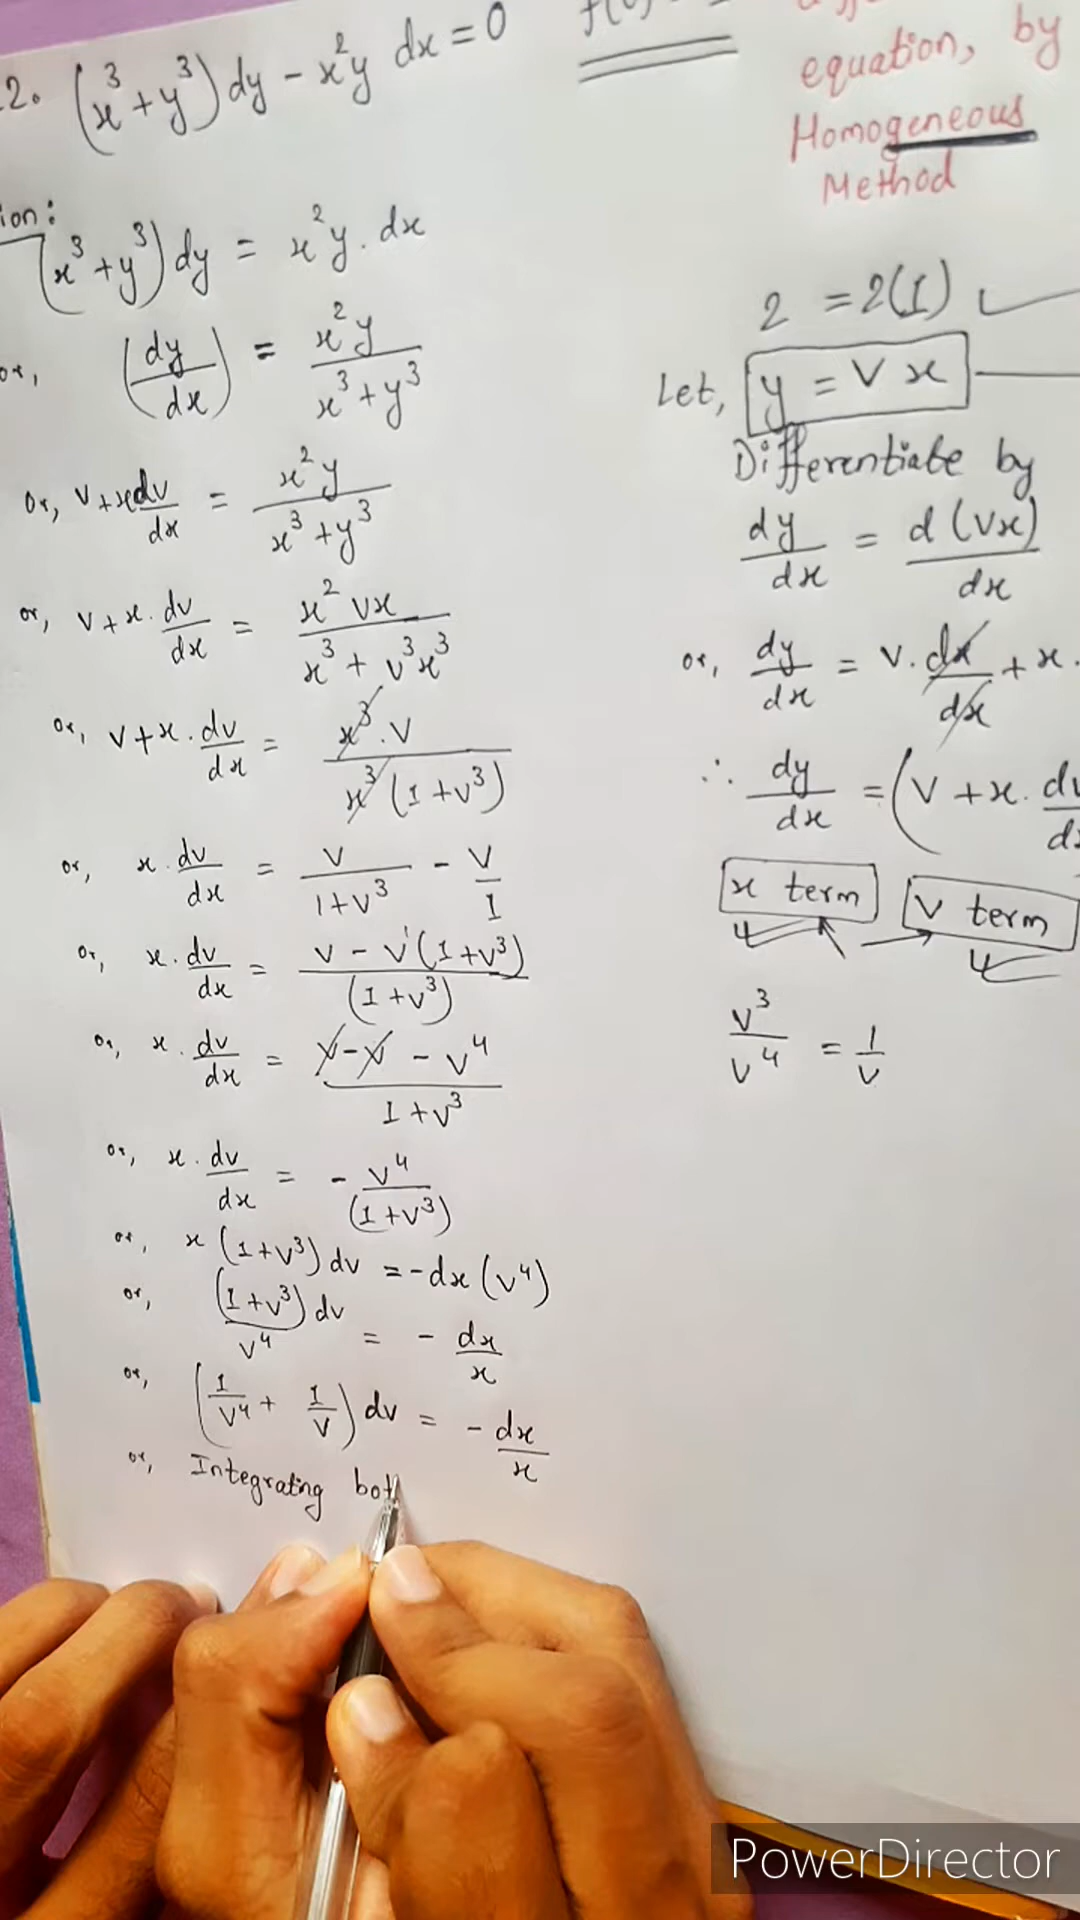 2. (x³ + y³) dy - x²y dx = 0
equation, by
Homogeneous
Method
ion:
(x³ + y³) dy = x²y. dx
or, (dy/dx) = x²y / x³ + y³
or, v + x dv/dx = x²y / x³ + y³
or, v + x. dv/dx = x² vx / x³ + v³x³
or, v + x. dv/dx = x³.v / x³ (1 + v³)
or, x. dv/dx = v / 1 + v³ - v/1
or, x. dv/dx = v - v (1 + v³) / (1 + v³)
or, x. dv/dx = v - v - v⁴ / 1 + v³
or, x. dv/dx = - v⁴ / (1 + v³)
or, x (1 + v³) dv = - dx (v⁴)
or, (1 + v³) dv / v⁴ = - dx/x
or, (1/v⁴ + 1/v) dv = - dx/x
or, Integrating bot
2 = 2(1)
Let, y = vx
Differentiate by
dy/dx = d (vx)/dx
or, dy/dx = v. dx/dx + x.
∴ dy/dx = (v + x. dv
x term
v term
v³/v⁴ = 1/v
PowerDirector